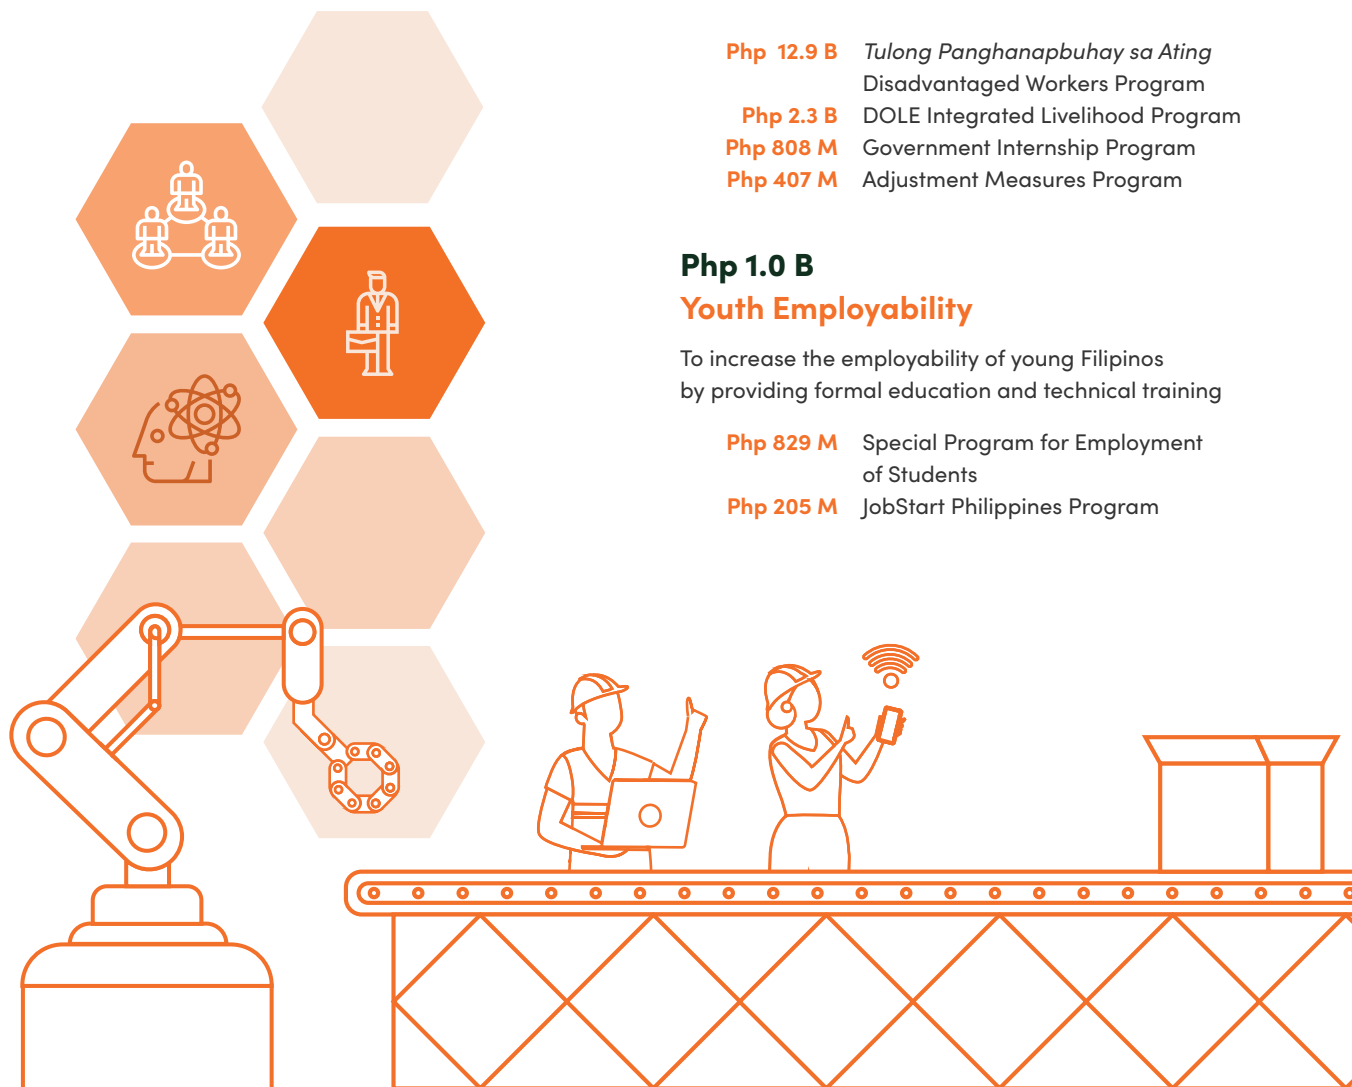 Php 12.9 B Tulong Panghanapbuhay sa Ating
Disadvantaged Workers Program
Php 2.3 B DOLE Integrated Livelihood Program
Php 808 M Government Internship Program
Php 407 M Adjustment Measures Program
Php 1.0 B
Youth Employability
To increase the employability of young Filipinos
by providing formal education and technical training
Php 829 M Special Program for Employment
of Students
Php 205 M JobStart Philippines Program